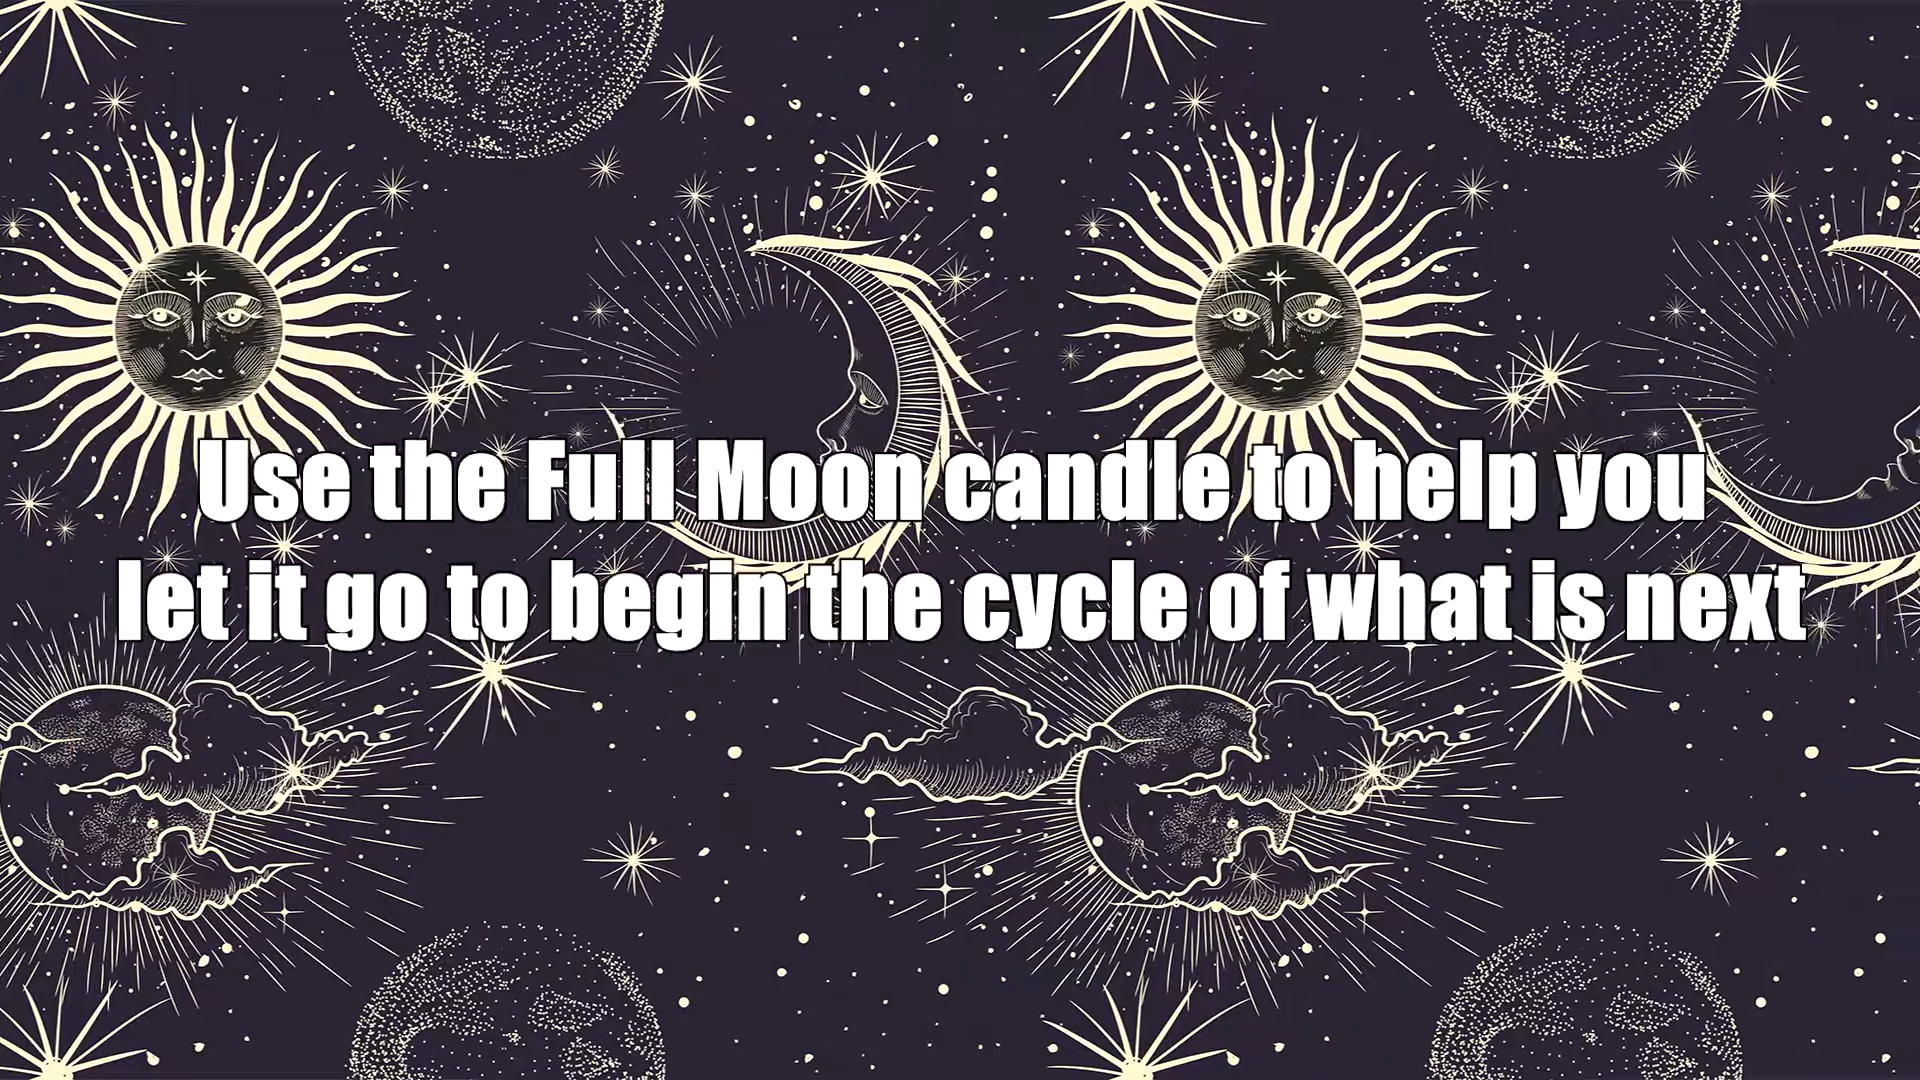 Use the Full Moon candle to help you
let it go to begin the cycle of what is next